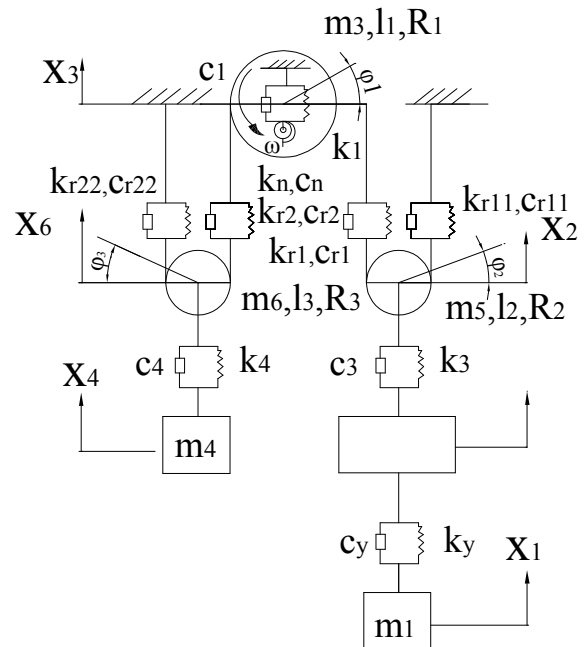 m3,l1,R1
X3
c1
φ1
ω
k1
kr22,cr22
kn,cn
kr2,cr2
kr11,cr11
X6
kr1,cr1
X2
φ3
φ2
m6,l3,R3
m5,l2,R2
X4
c4
k4
c3
k3
m4
cy
ky
X1
m1